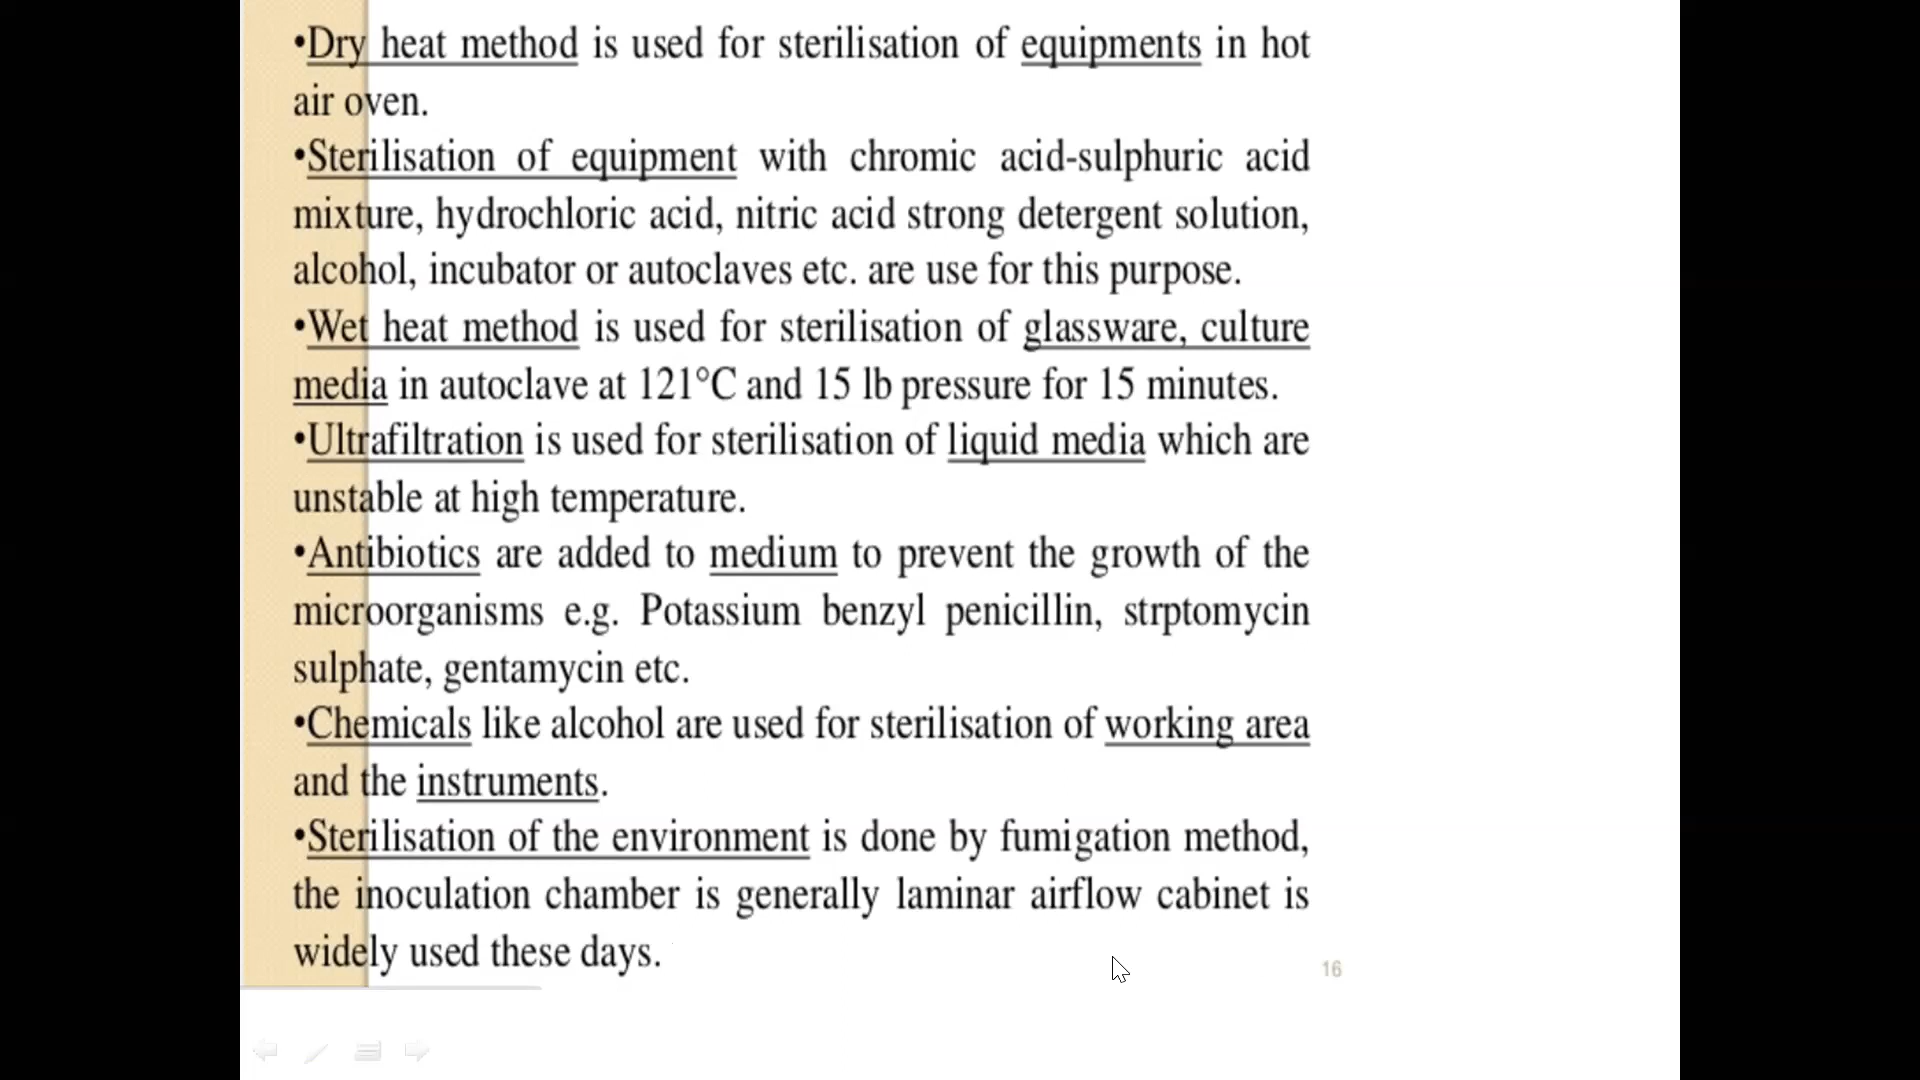 •Dry heat method is used for sterilisation of equipments in hot
air oven.
•Sterilisation of equipment with chromic acid-sulphuric acid
mixture, hydrochloric acid, nitric acid strong detergent solution,
alcohol, incubator or autoclaves etc. are use for this purpose.
•Wet heat method is used for sterilisation of glassware, culture
media in autoclave at 121°C and 15 lb pressure for 15 minutes.
•Ultrafiltration is used for sterilisation of liquid media which are
unstable at high temperature.
•Antibiotics are added to medium to prevent the growth of the
microorganisms e.g. Potassium benzyl penicillin, strptomycin
sulphate, gentamycin etc.
•Chemicals like alcohol are used for sterilisation of working area
and the instruments.
•Sterilisation of the environment is done by fumigation method,
the inoculation chamber is generally laminar airflow cabinet is
widely used these days.
16